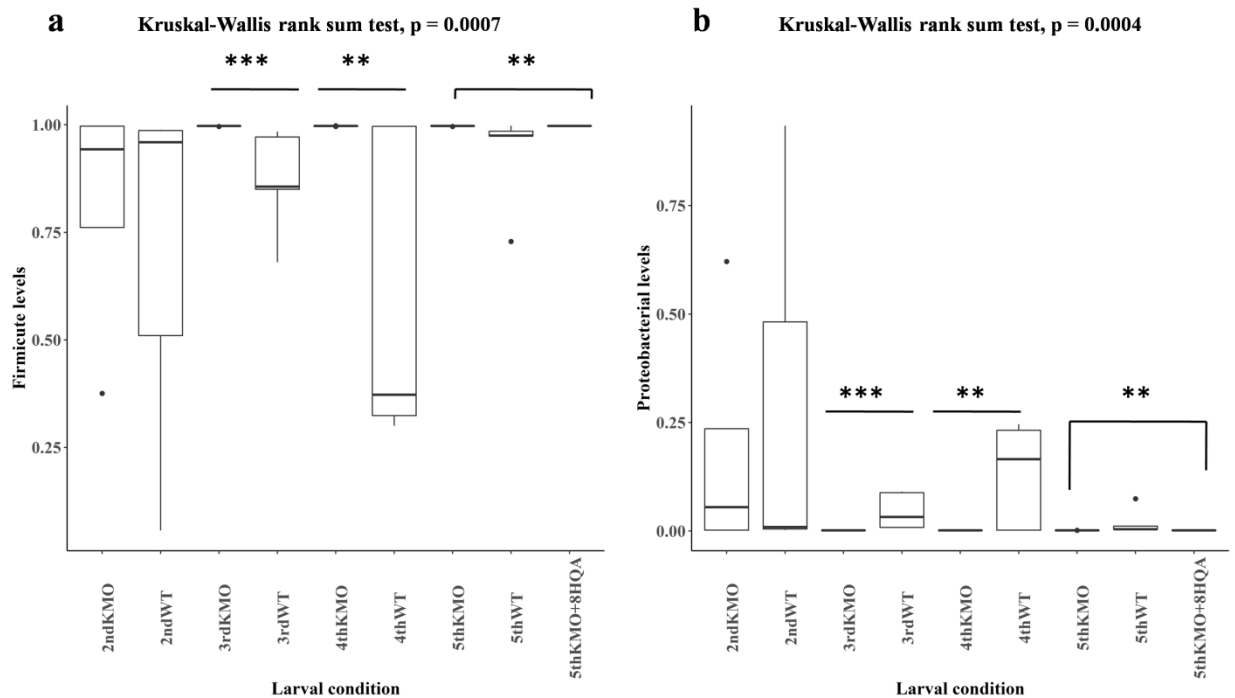 a
Kruskal-Wallis rank sum test, p = 0.0007
***
**
**
1.00
0.75
0.50
0.25
Firmicute levels
2ndKMO
2ndWT
3rdKMO
3rdWT
4thKMO
4thWT
5thKMO
5thWT
5thKMO+8HQA
Larval condition
b
Kruskal-Wallis rank sum test, p = 0.0004
0.75
0.50
0.25
0.00
Proteobacterial levels
***
**
**
2ndKMO
2ndWT
3rdKMO
3rdWT
4thKMO
4thWT
5thKMO
5thWT
5thKMO+8HQA
Larval condition